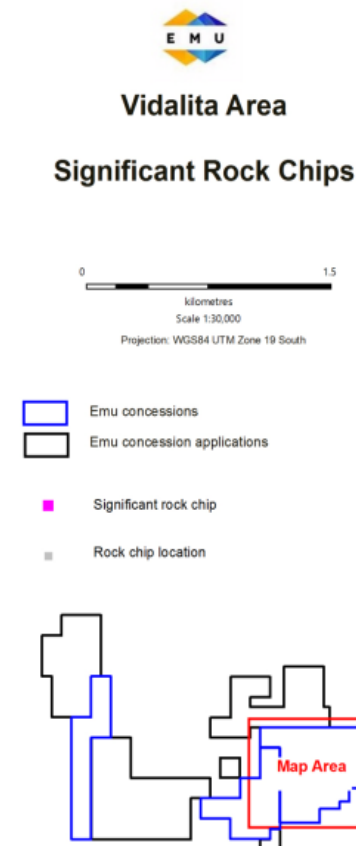 E M U
Vidalita Area
Significant Rock Chips
0 1.5
kilometres
Scale 1:30,000
Projection: WGS84 UTM Zone 19 South
Emu concessions
Emu concession applications
Significant rock chip
Rock chip location
Map Area